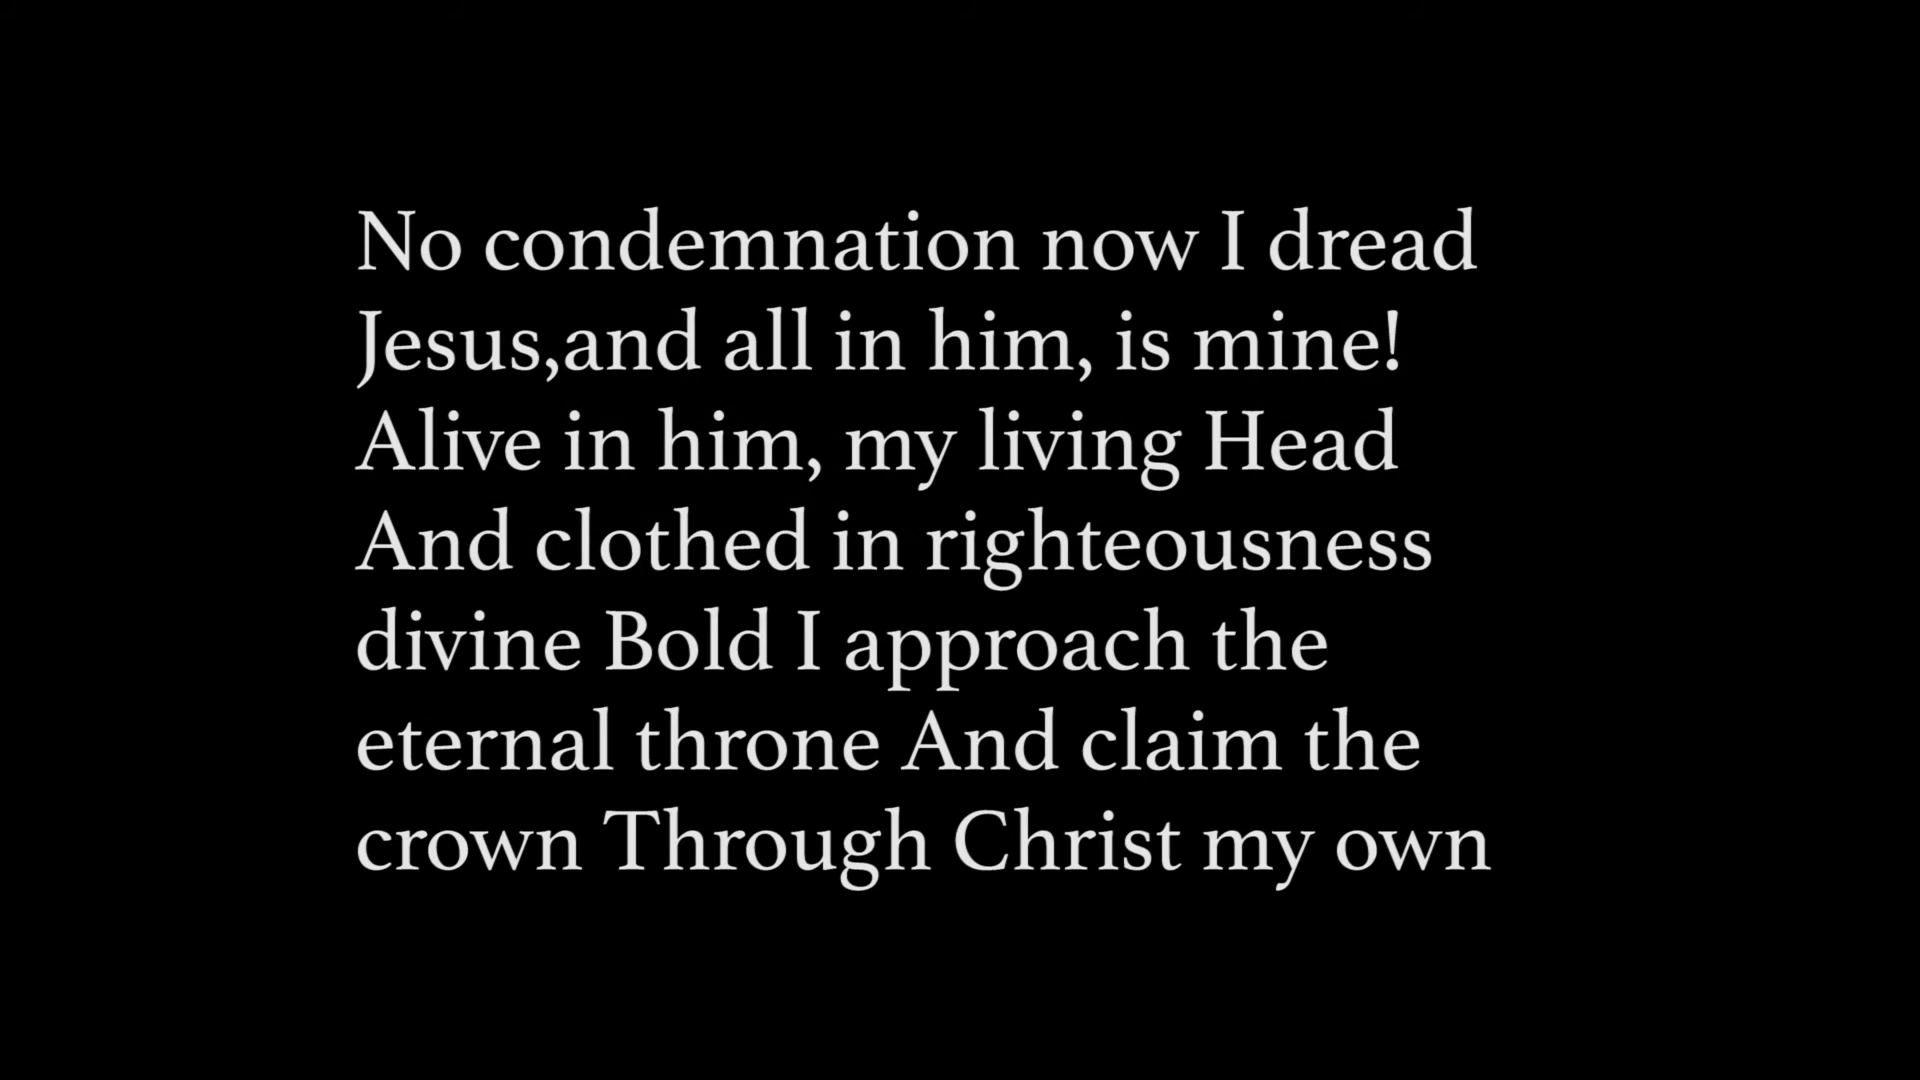 No condemnation now I dread
Jesus,and all in him, is mine!
Alive in him, my living Head
And clothed in righteousness
divine Bold I approach the
eternal throne And claim the
crown Through Christ my own